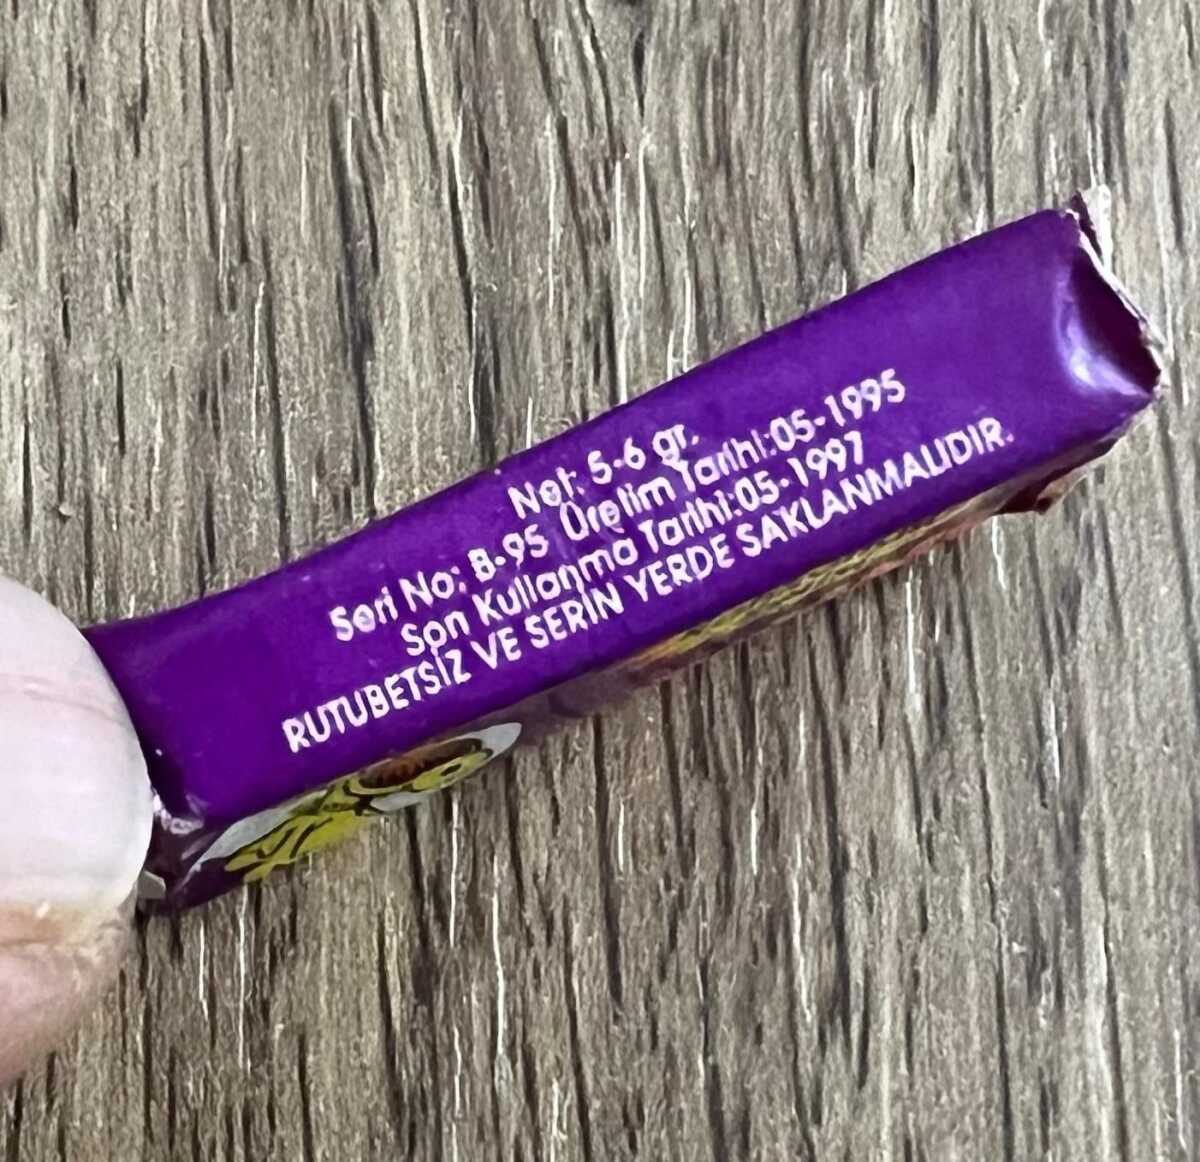 Net: 5-6 gr.
Seri No: 8-95 Üretim Tarihi:05-1995
Son Kullanma Tarihi:05-1997
RUTUBETSİZ VE SERİN YERDE SAKLANMALIDIR.